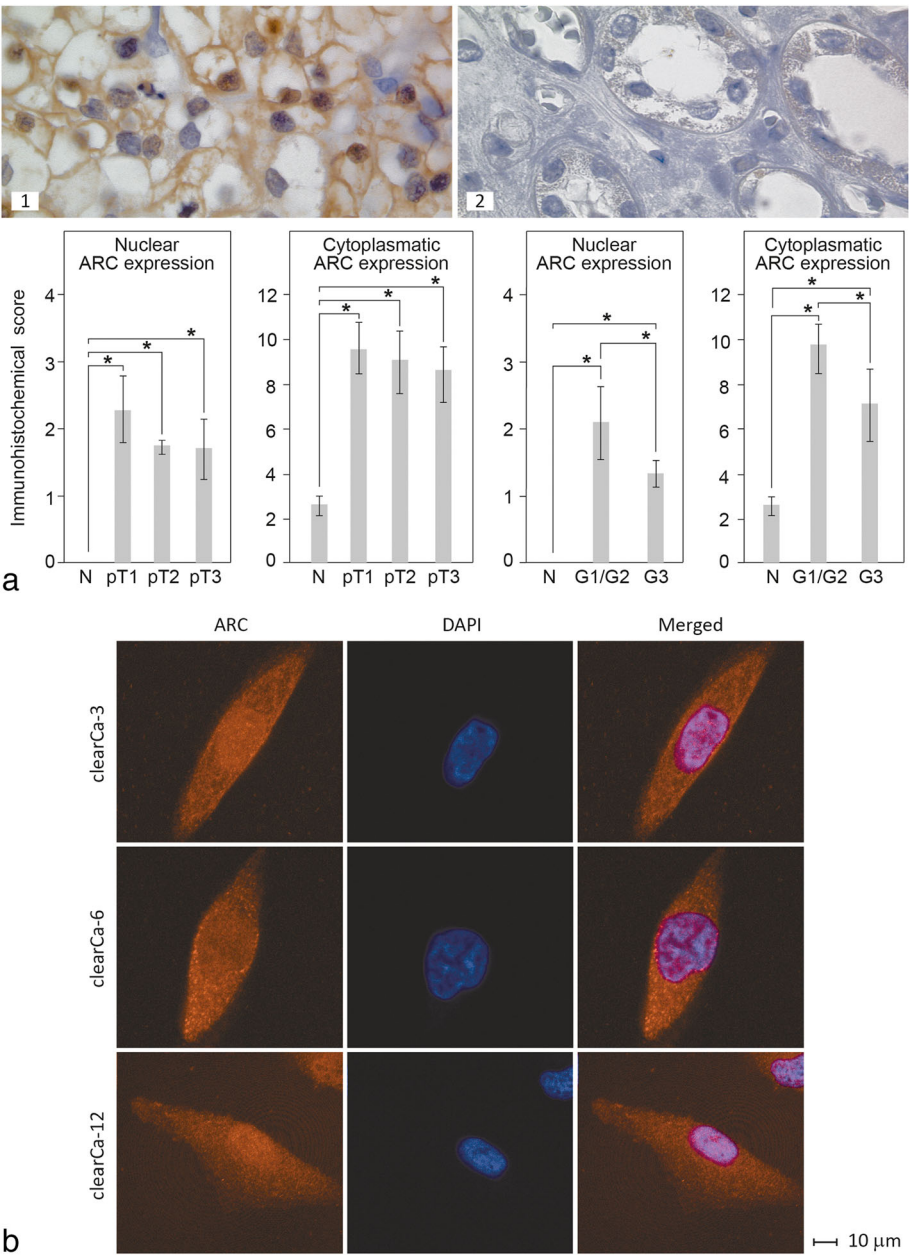 1
2
Nuclear
ARC expression
Cytoplasmatic
ARC expression
Nuclear
ARC expression
Cytoplasmatic
ARC expression
Immunohistochemical score
4
3
2
1
0
*
*
*
N pT1 pT2 pT3
12
10
8
6
4
2
0
*
*
*
N pT1 pT2 pT3
4
3
2
1
0
*
*
*
N G1/G2 G3
12
10
8
6
4
2
0
*
*
*
N G1/G2 G3
a
ARC DAPI Merged
clearCa-3
clearCa-6
clearCa-12
b
10 µm